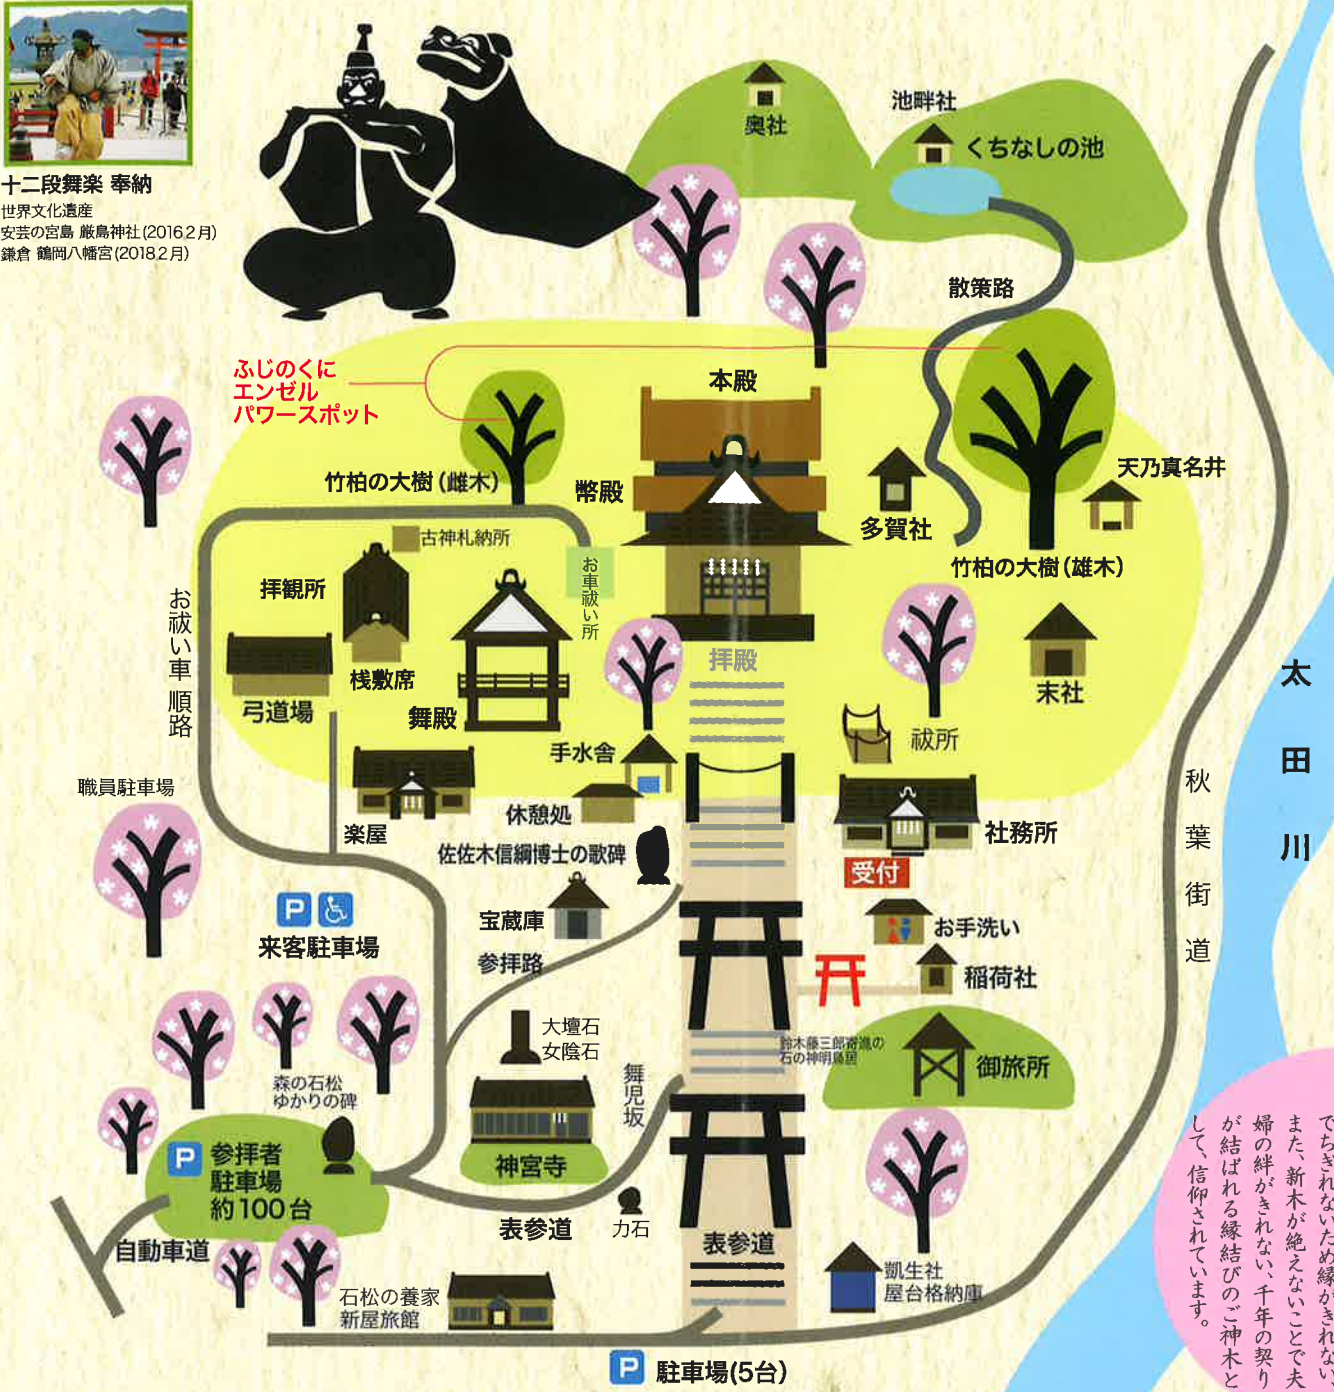 十二段舞楽 奉納
世界文化遺産
安芸の宮島 厳島神社(2016.2月)
鎌倉 鶴岡八幡宮(2018.2月)
奥社
池畔社
くちなしの池
散策路
ふじのくに
エンゼル
パワースポット
本殿
竹柏の大樹(雌木)
幣殿
多賀社
天乃真名井
竹柏の大樹(雄木)
古神札納所
お車祓い所
拝観所
お祓い車 順路
桟敷席
弓道場
舞殿
拝殿
末社
祓所
手水舎
職員駐車場
休憩処
楽屋
社務所
受付
佐佐木信綱博士の歌碑
太田川
秋葉街道
P
来客駐車場
宝蔵庫
参拝路
お手洗い
稲荷社
大壇石
女陰石
鈴木藤三郎寄進の
石の神明鳥居
御旅所
舞児坂
森の石松
ゆかりの碑
P 参拝者
駐車場
約100台
神宮寺
表参道
力石
表参道
自動車道
石松の養家
新屋旅館
凱生社
屋台格納庫
P 駐車場(5台)
でちぎれないため縁がきれない、
また、新木が絶えないことで夫
婦の絆がきれない、千年の契り
が結ばれる縁結びのご神木と
して、信仰されています。